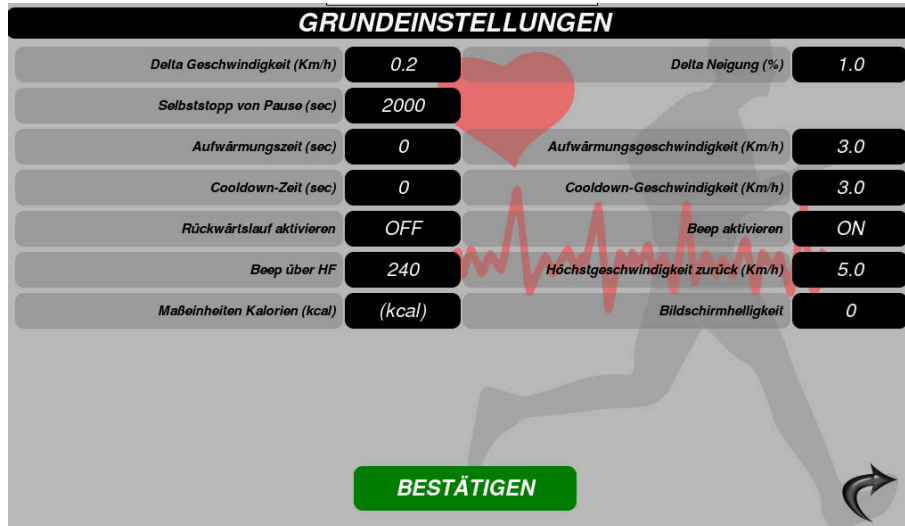 GRUNDEINSTELLUNGEN
Delta Geschwindigkeit (Km/h) 0.2 Delta Neigung (%) 1.0
Selbststopp von Pause (sec) 2000
Aufwärmungszeit (sec) 0 Aufwärmungsgeschwindigkeit (Km/h) 3.0
Cooldown-Zeit (sec) 0 Cooldown-Geschwindigkeit (Km/h) 3.0
Rückwärtslauf aktivieren OFF Beep aktivieren ON
Beep über HF 240 Höchstgeschwindigkeit zurück (Km/h) 5.0
Maßeinheiten Kalorien (kcal) (kcal) Bildschirmhelligkeit 0
BESTÄTIGEN